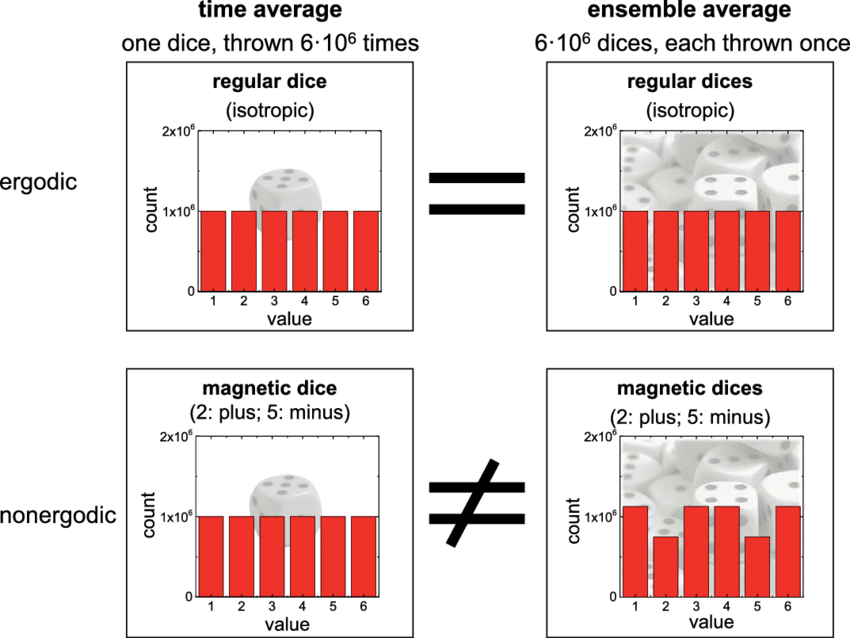 time average
one dice, thrown 6·10⁶ times
ensemble average
6·10⁶ dices, each thrown once
ergodic
regular dice
(isotropic)
2x10⁶
1x10⁶
0
count
1 2 3 4 5 6
value
=
regular dices
(isotropic)
2x10⁶
1x10⁶
0
count
1 2 3 4 5 6
value
nonergodic
magnetic dice
(2: plus; 5: minus)
2x10⁶
1x10⁶
0
count
1 2 3 4 5 6
value
≠
magnetic dices
(2: plus; 5: minus)
2x10⁶
1x10⁶
0
count
1 2 3 4 5 6
value